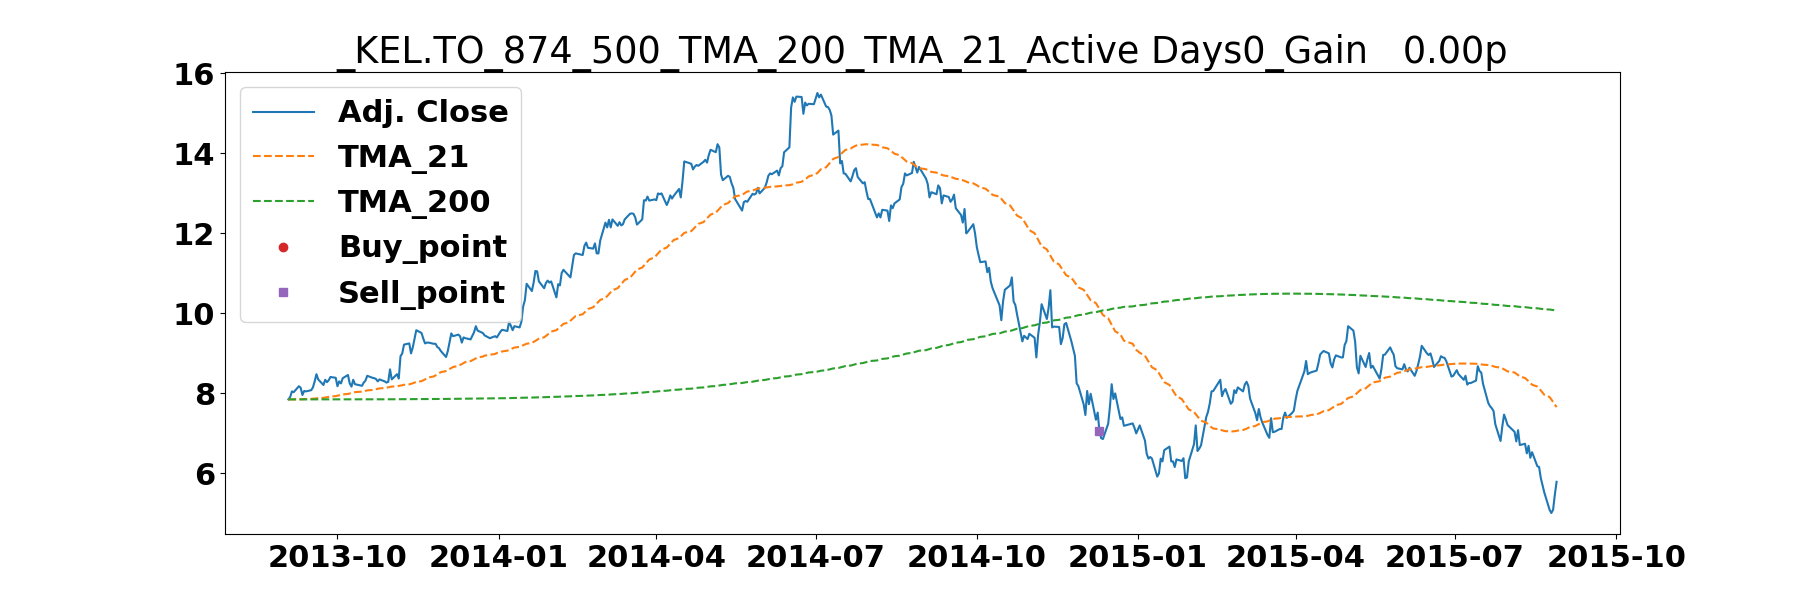 _KEL.TO_874_500_TMA_200_TMA_21_Active Days0_Gain   0.00p
16
14
12
10
8
6
Adj. Close
TMA_21
TMA_200
Buy_point
Sell_point
2013-10 2014-01 2014-04 2014-07 2014-10 2015-01 2015-04 2015-07 2015-10